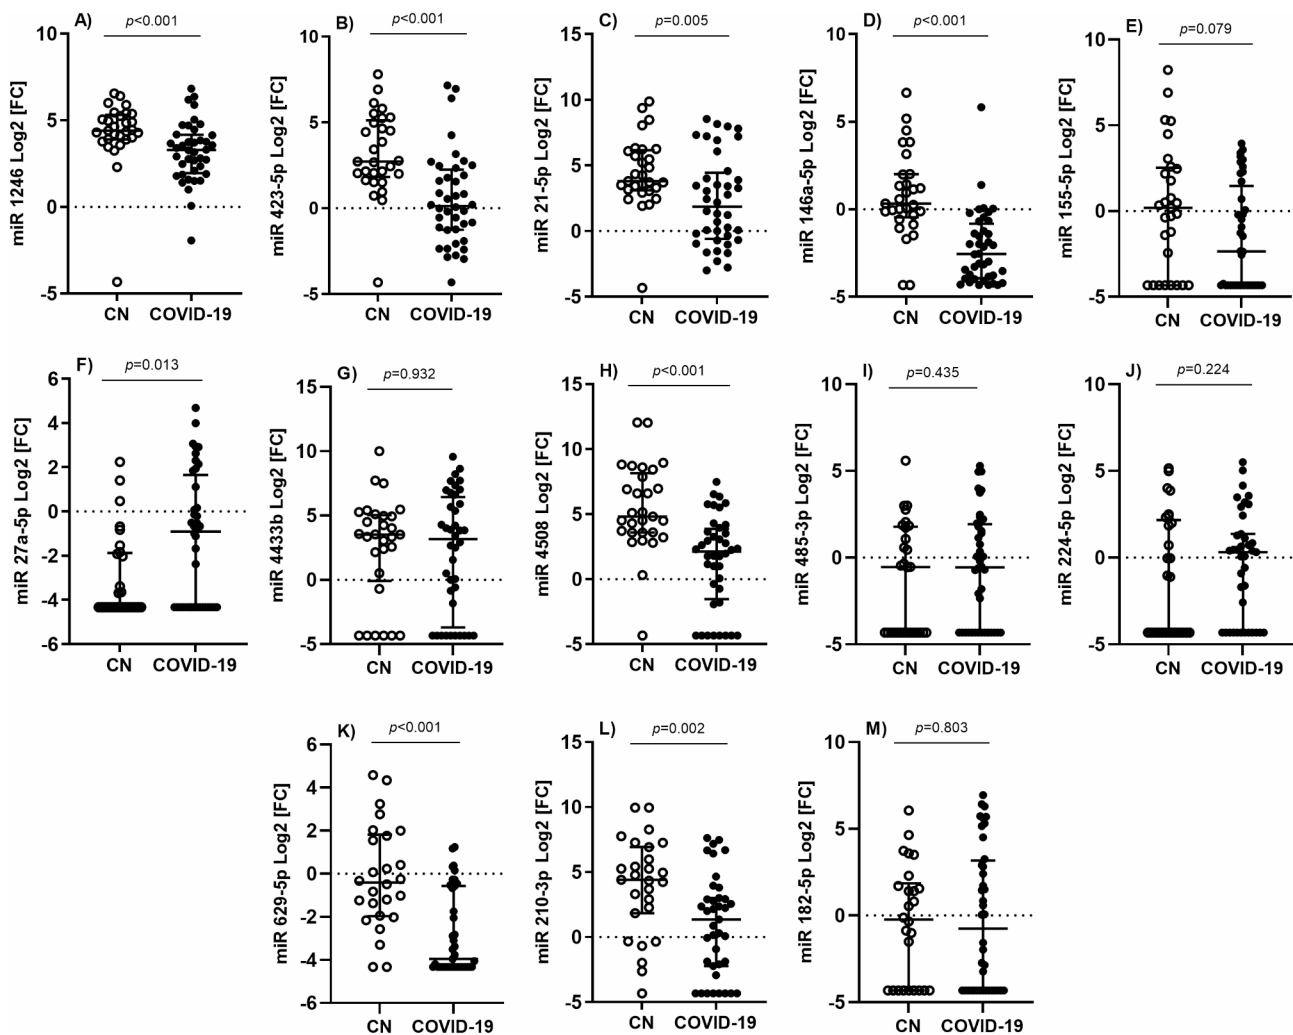 A) p<0.001
miR 1246 Log2 [FC]
10
5
0
-5
CN COVID-19
B) p<0.001
miR 423-5p Log2 [FC]
10
5
0
-5
CN COVID-19
C) p=0.005
miR 21-5p Log2 [FC]
15
10
5
0
-5
CN COVID-19
D) p<0.001
miR 146a-5p Log2 [FC]
10
5
0
-5
CN COVID-19
E) p=0.079
miR 155-5p Log2 [FC]
10
5
0
-5
CN COVID-19
F) p=0.013
miR 27a-5p Log2 [FC]
6
4
2
0
-2
-4
-6
CN COVID-19
G) p=0.932
miR 4433b Log2 [FC]
15
10
5
0
-5
CN COVID-19
H) p<0.001
miR 4508 Log2 [FC]
15
10
5
0
-5
CN COVID-19
I) p=0.435
miR 485-3p Log2 [FC]
10
5
0
-5
CN COVID-19
J) p=0.224
miR 224-5p Log2 [FC]
10
5
0
-5
CN COVID-19
K) p<0.001
miR 629-5p Log2 [FC]
6
4
2
0
-2
-4
-6
CN COVID-19
L) p=0.002
miR 210-3p Log2 [FC]
15
10
5
0
-5
CN COVID-19
M) p=0.803
miR 182-5p Log2 [FC]
10
5
0
-5
CN COVID-19